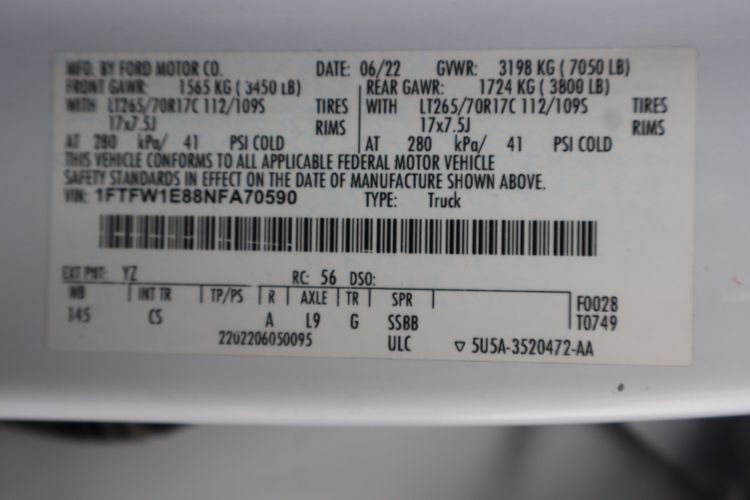 MFD. BY FORD MOTOR CO. DATE: 06/22 GVWR: 3198 KG ( 7050 LB)
FRONT GAWR: 1565 KG ( 3450 LB) REAR GAWR: 1724 KG ( 3800 LB)
WITH LT265/70R17C 112/109S TIRES WITH LT265/70R17C 112/109S TIRES
17x7.5J RIMS 17x7.5J RIMS
AT 280 kPa/ 41 PSI COLD AT 280 kPa/ 41 PSI COLD
THIS VEHICLE CONFORMS TO ALL APPLICABLE FEDERAL MOTOR VEHICLE
SAFETY STANDARDS IN EFFECT ON THE DATE OF MANUFACTURE SHOWN ABOVE.
VIN: 1FTFW1E88NFA70590 TYPE: Truck
EXT PNT: YZ RC: 56 DSO:
WB INT TR TP/PS R AXLE TR SPR F0028
145 CS A L9 G SSBB T0749
2202206050095 ULC ▽ 5U5A-3520472-AA